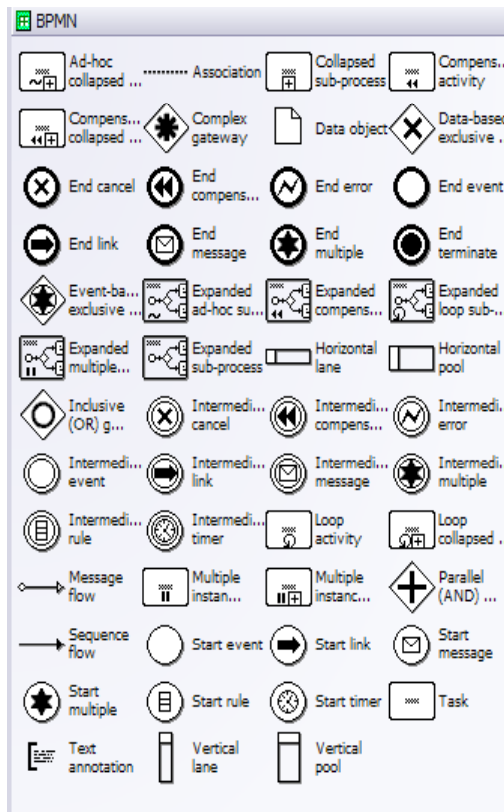 BPMN
Ad-hoc
collapsed ...
Association
Collapsed
sub-process
Compens...
activity
Compens...
collapsed ...
Complex
gateway
Data object
Data-based
exclusive ...
End cancel
End
compens...
End error
End event
End link
End
message
End
multiple
End
terminate
Event-ba...
exclusive ...
Expanded
ad-hoc su...
Expanded
compens...
Expanded
loop sub-...
Expanded
multiple...
Expanded
sub-process
Horizontal
lane
Horizontal
pool
Inclusive
(OR) g...
Intermedi...
cancel
Intermedi...
compens...
Intermedi...
error
Intermedi...
event
Intermedi...
link
Intermedi...
message
Intermedi...
multiple
Intermedi...
rule
Intermedi...
timer
Loop
activity
Loop
collapsed ...
Message
flow
Multiple
instan...
Multiple
instanc...
Parallel
(AND) ...
Sequence
flow
Start event
Start link
Start
message
Start
multiple
Start rule
Start timer
Task
Text
annotation
Vertical
lane
Vertical
pool